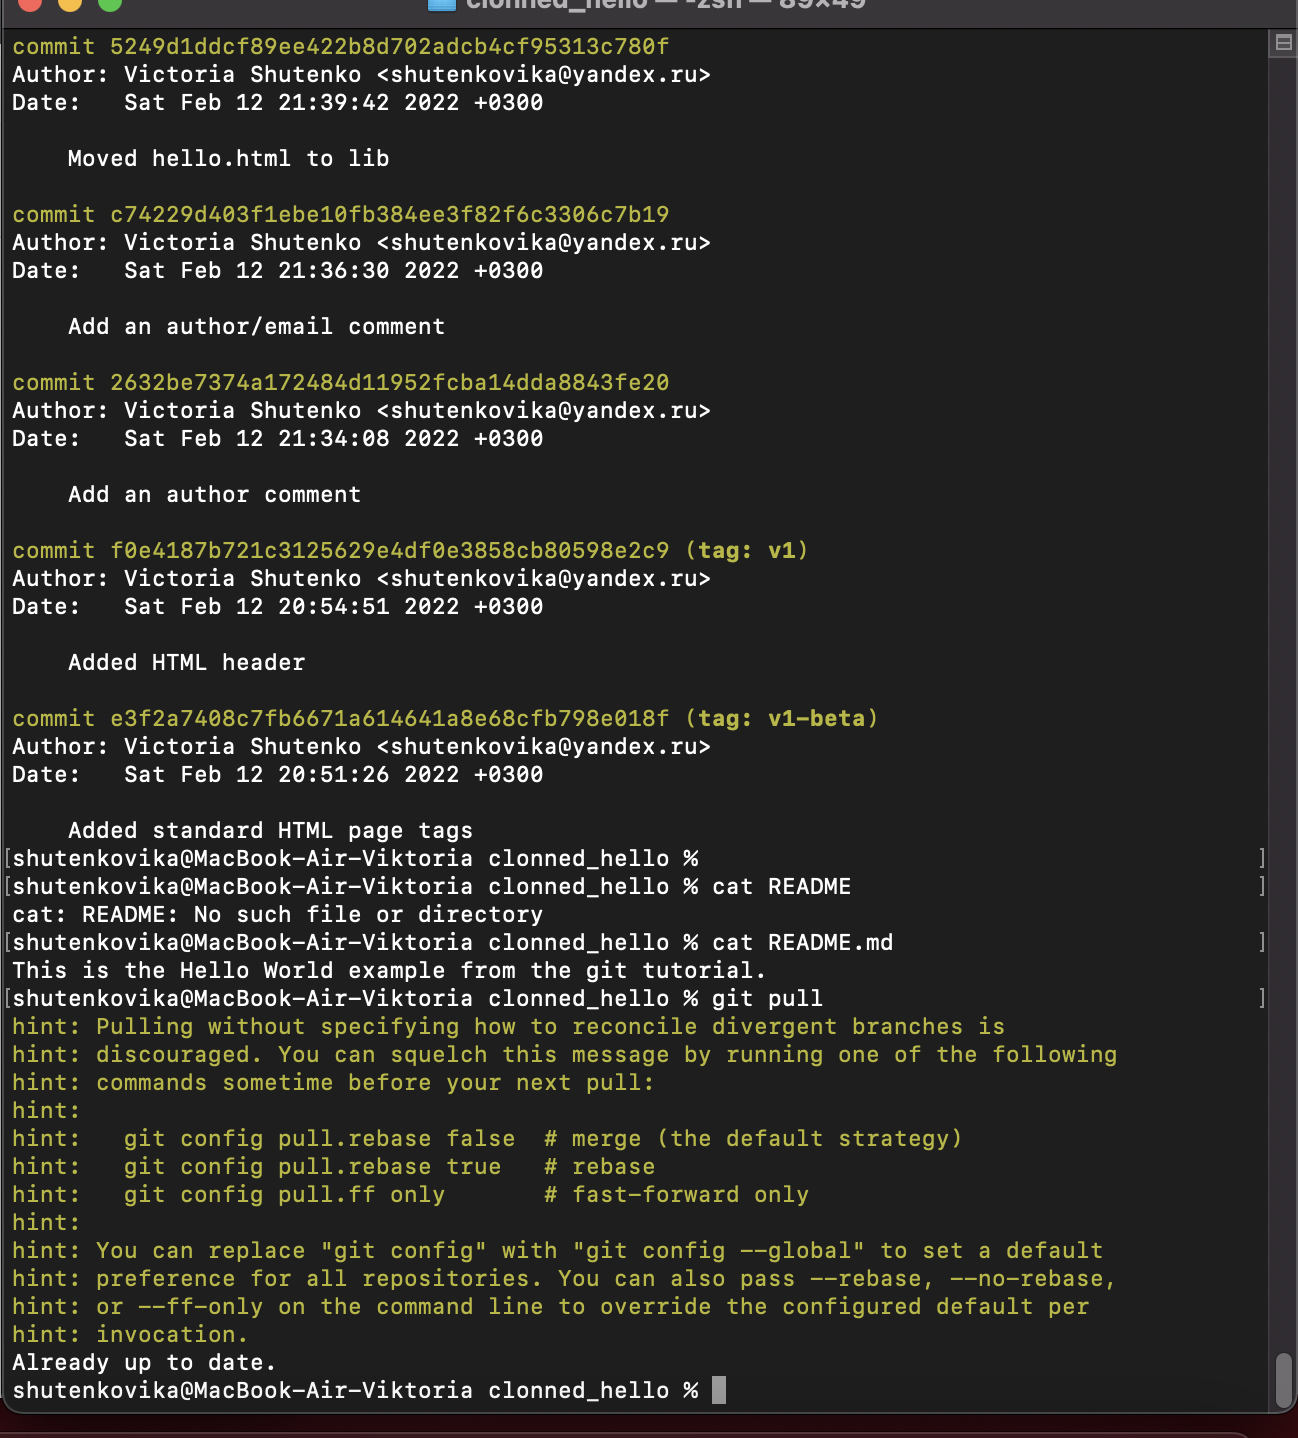 clonned_hello — -zsh — 89×49
commit 5249d1ddcf89ee422b8d702adcb4cf95313c780f
Author: Victoria Shutenko <shutenkovika@yandex.ru>
Date:   Sat Feb 12 21:39:42 2022 +0300
    Moved hello.html to lib
commit c74229d403f1ebe10fb384ee3f82f6c3306c7b19
Author: Victoria Shutenko <shutenkovika@yandex.ru>
Date:   Sat Feb 12 21:36:30 2022 +0300
    Add an author/email comment
commit 2632be7374a172484d11952fcba14dda8843fe20
Author: Victoria Shutenko <shutenkovika@yandex.ru>
Date:   Sat Feb 12 21:34:08 2022 +0300
    Add an author comment
commit f0e4187b721c3125629e4df0e3858cb80598e2c9 (tag: v1)
Author: Victoria Shutenko <shutenkovika@yandex.ru>
Date:   Sat Feb 12 20:54:51 2022 +0300
    Added HTML header
commit e3f2a7408c7fb6671a614641a8e68cfb798e018f (tag: v1-beta)
Author: Victoria Shutenko <shutenkovika@yandex.ru>
Date:   Sat Feb 12 20:51:26 2022 +0300
    Added standard HTML page tags
[shutenkovika@MacBook-Air-Viktoria clonned_hello % ]
[shutenkovika@MacBook-Air-Viktoria clonned_hello % cat README ]
cat: README: No such file or directory
[shutenkovika@MacBook-Air-Viktoria clonned_hello % cat README.md ]
This is the Hello World example from the git tutorial.
[shutenkovika@MacBook-Air-Viktoria clonned_hello % git pull ]
hint: Pulling without specifying how to reconcile divergent branches is
hint: discouraged. You can squelch this message by running one of the following
hint: commands sometime before your next pull:
hint:
hint:   git config pull.rebase false  # merge (the default strategy)
hint:   git config pull.rebase true   # rebase
hint:   git config pull.ff only       # fast-forward only
hint:
hint: You can replace "git config" with "git config --global" to set a default
hint: preference for all repositories. You can also pass --rebase, --no-rebase,
hint: or --ff-only on the command line to override the configured default per
hint: invocation.
Already up to date.
shutenkovika@MacBook-Air-Viktoria clonned_hello %